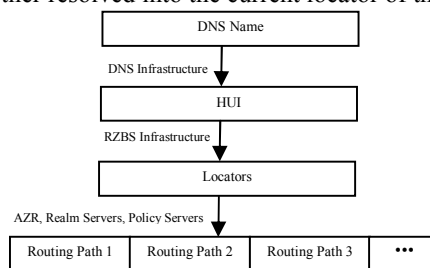 ther resolved into the current locator of th
DNS Name
DNS Infrastructure
HUI
RZBS Infrastructure
Locators
AZR, Realm Servers, Policy Servers
Routing Path 1 Routing Path 2 Routing Path 3 •••